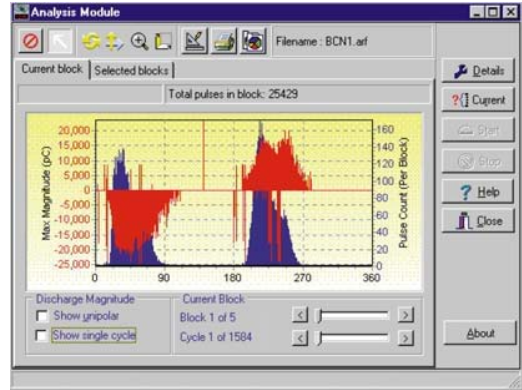 Analysis Module
Filename : BCN1.arf
Current block Selected blocks
Total pulses in block: 25429
Details
?() Current
Start
Stop
? Help
Close
About
Max Magnitude (pC)
20,000
15,000
10,000
5,000
0
-5,000
-10,000
-15,000
-20,000
-25,000
160
140
120
100
80
60
40
20
0
Pulse Count (Per Block)
0 90 180 270 360
Discharge Magnitude
Show unipolar
Show single cycle
Current Block
Block 1 of 5
Cycle 1 of 1584